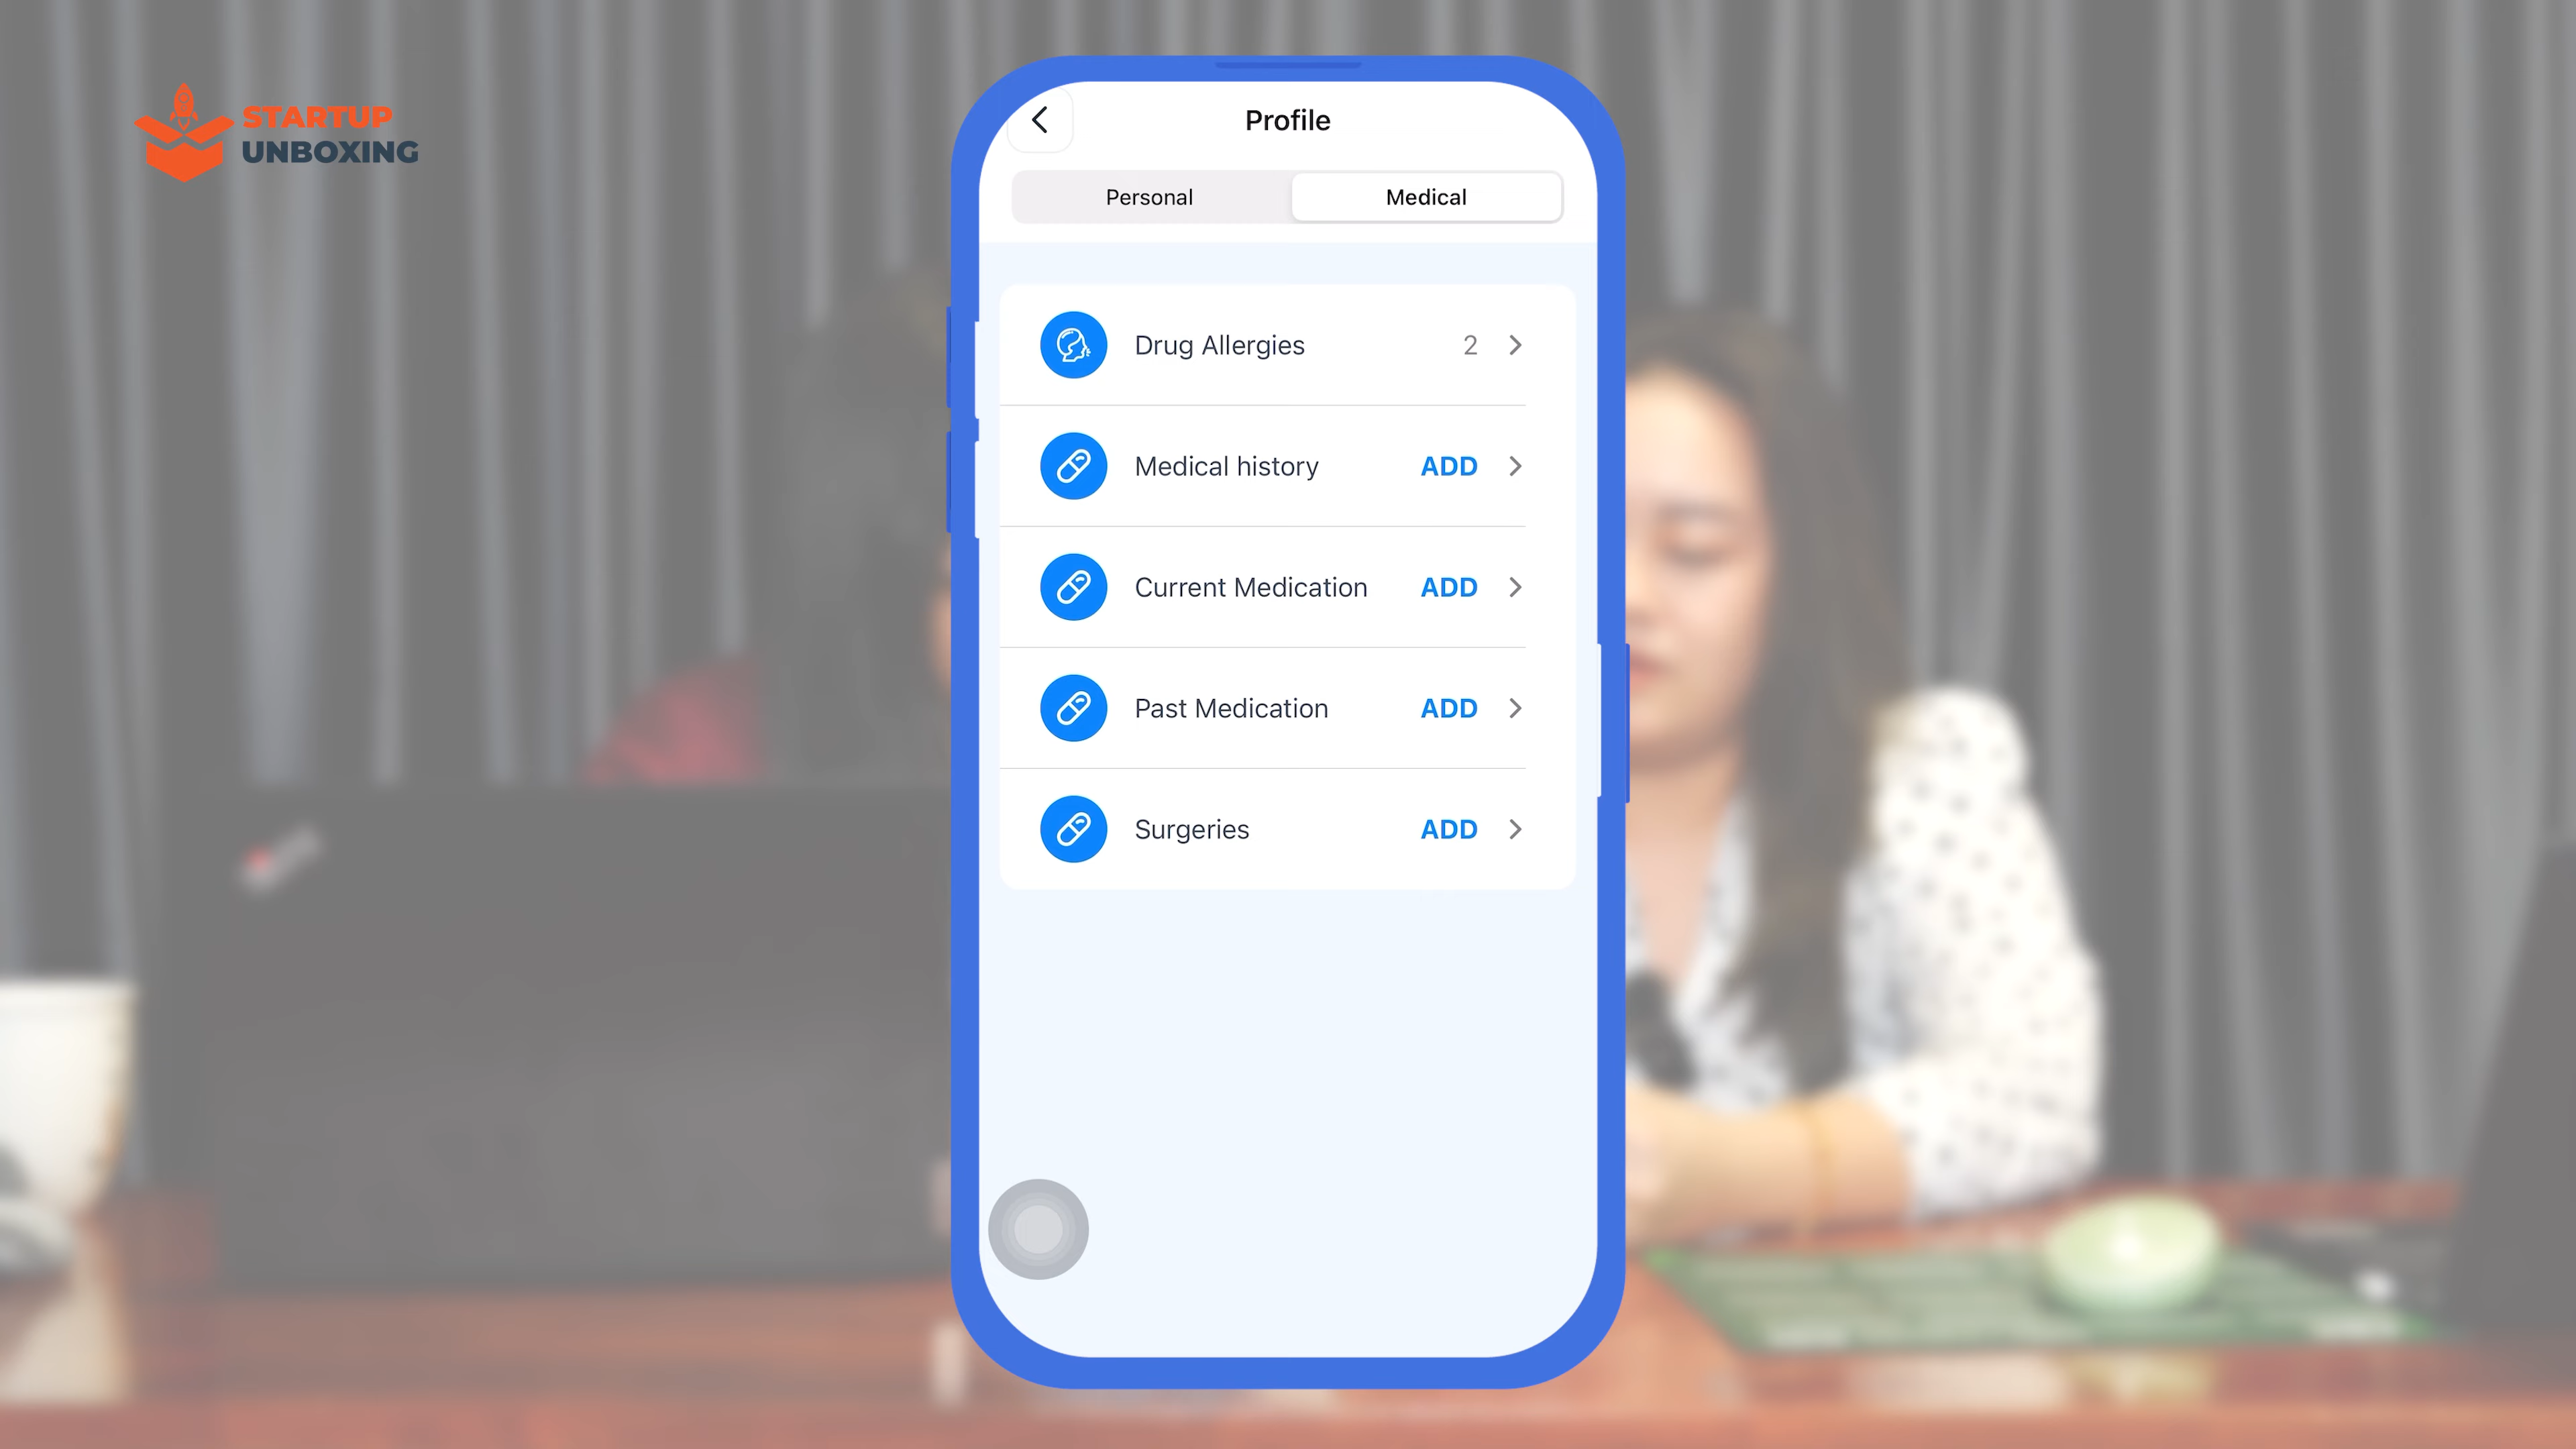 STARTUP
UNBOXING
Profile
Personal
Medical
Drug Allergies 2
Medical history ADD
Current Medication ADD
Past Medication ADD
Surgeries ADD